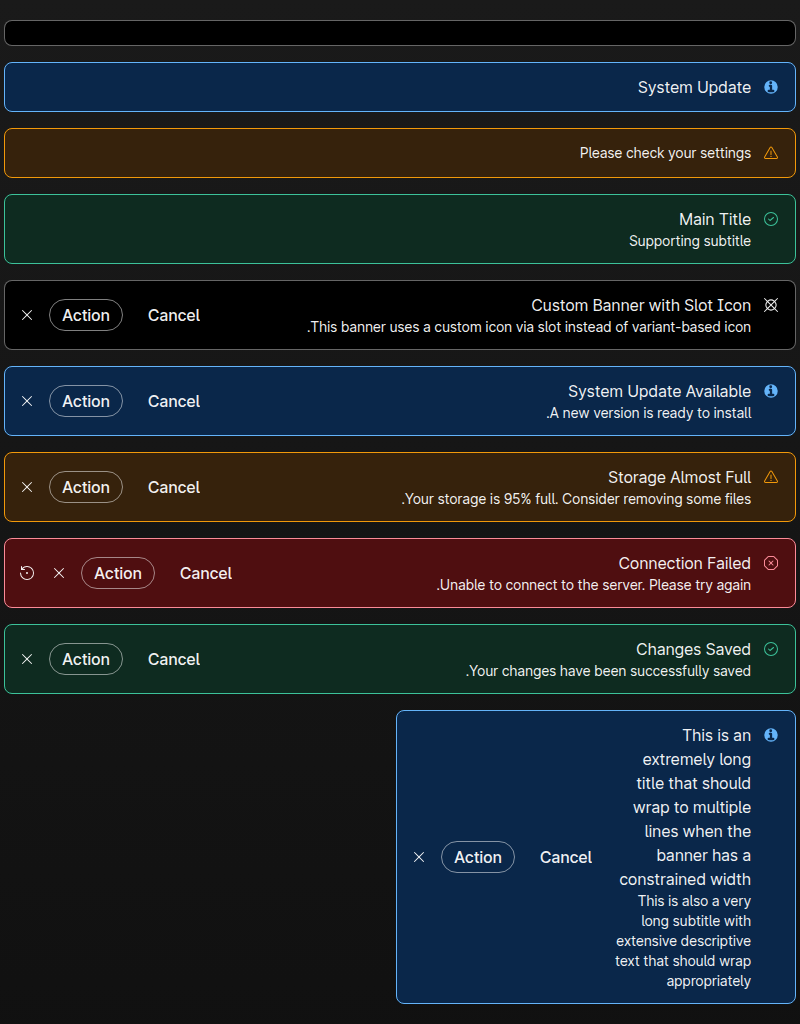 System Update
Please check your settings
Main Title
Supporting subtitle
Custom Banner with Slot Icon
.This banner uses a custom icon via slot instead of variant-based icon
Cancel
Action
System Update Available
.A new version is ready to install
Cancel
Action
Storage Almost Full
.Your storage is 95% full. Consider removing some files
Cancel
Action
Connection Failed
.Unable to connect to the server. Please try again
Cancel
Action
Changes Saved
.Your changes have been successfully saved
Cancel
Action
This is an
extremely long
title that should
wrap to multiple
lines when the
banner has a
constrained width
This is also a very
long subtitle with
extensive descriptive
text that should wrap
appropriately
Cancel
Action